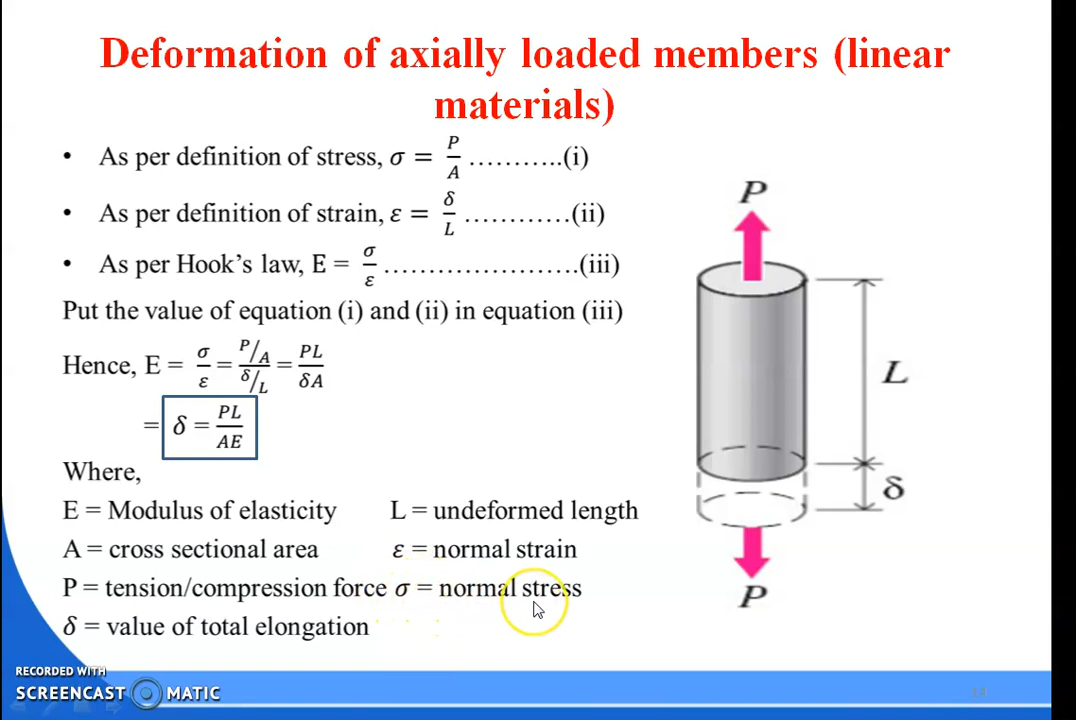 Deformation of axially loaded members (linear
materials)
• As per definition of stress, σ = P/A ………..(i)
• As per definition of strain, ε = δ/L …………(ii)
• As per Hook's law, E = σ/ε ………………….(iii)
Put the value of equation (i) and (ii) in equation (iii)
Hence, E = σ/ε = (P/A)/(δ/L) = PL/δA
= δ = PL/AE
Where,
E = Modulus of elasticity L = undeformed length
A = cross sectional area ε = normal strain
P = tension/compression force σ = normal stress
δ = value of total elongation
P
L
δ
P
RECORDED WITH
SCREENCAST MATIC
14